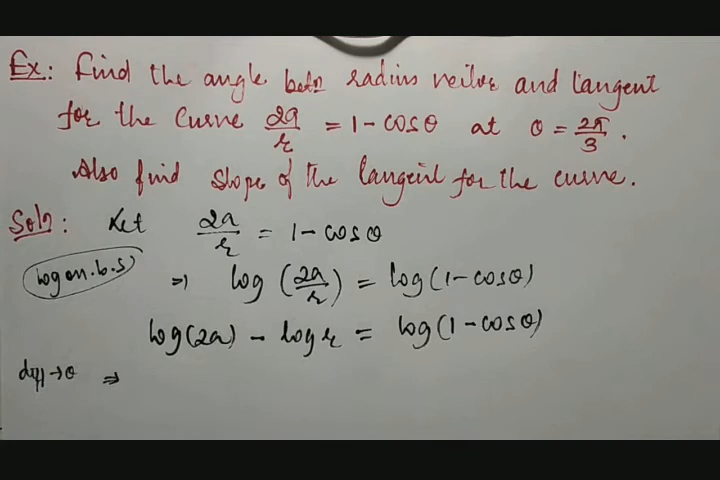 Ex: Find the angle betn radius vector and tangent
for the curve 2a/r = 1 - cosθ at θ = 2π/3.
Also find slope of the tangent for the curve.
Soln: Let 2a/r = 1 - cosθ
log on.b.s ⇒ log (2a/r) = log(1 - cosθ)
log(2a) - log r = log(1 - cosθ)
diff→θ ⇒